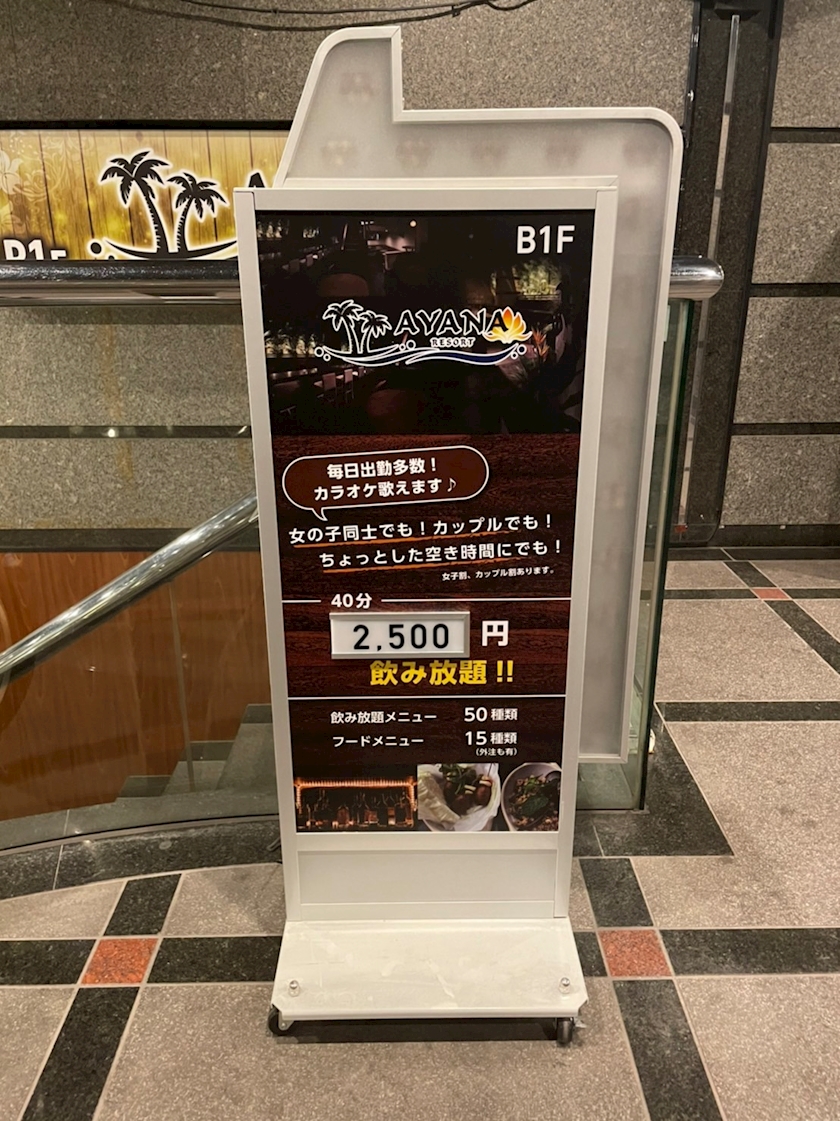 B1F
B1F
AYANA
RESORT
毎日出勤多数！
カラオケ歌えます♪
女の子同士でも！カップルでも！
ちょっとした空き時間にでも！
女子割、カップル割あります。
40分
2,500 円
飲み放題!!
飲み放題メニュー 50種類
フードメニュー 15種類
(外注も有)